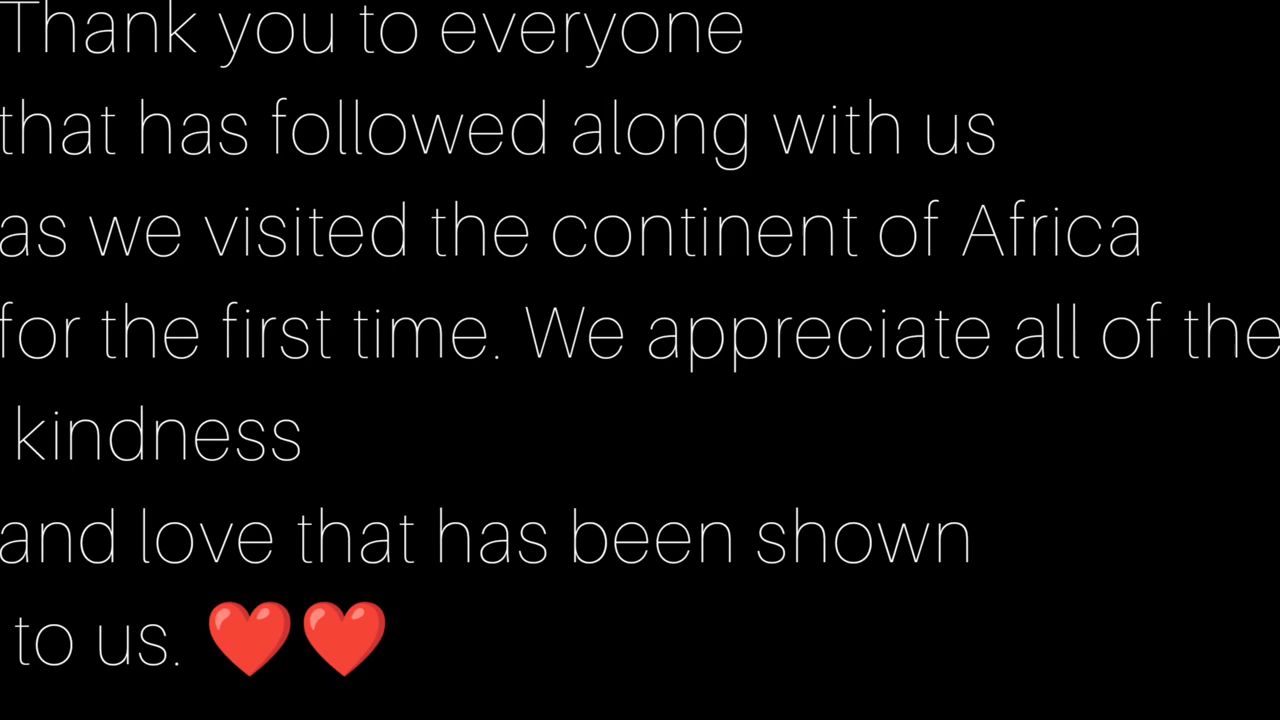 Thank you to everyone
that has followed along with us
as we visited the continent of Africa
for the first time. We appreciate all of the
kindness
and love that has been shown
to us. ❤️❤️